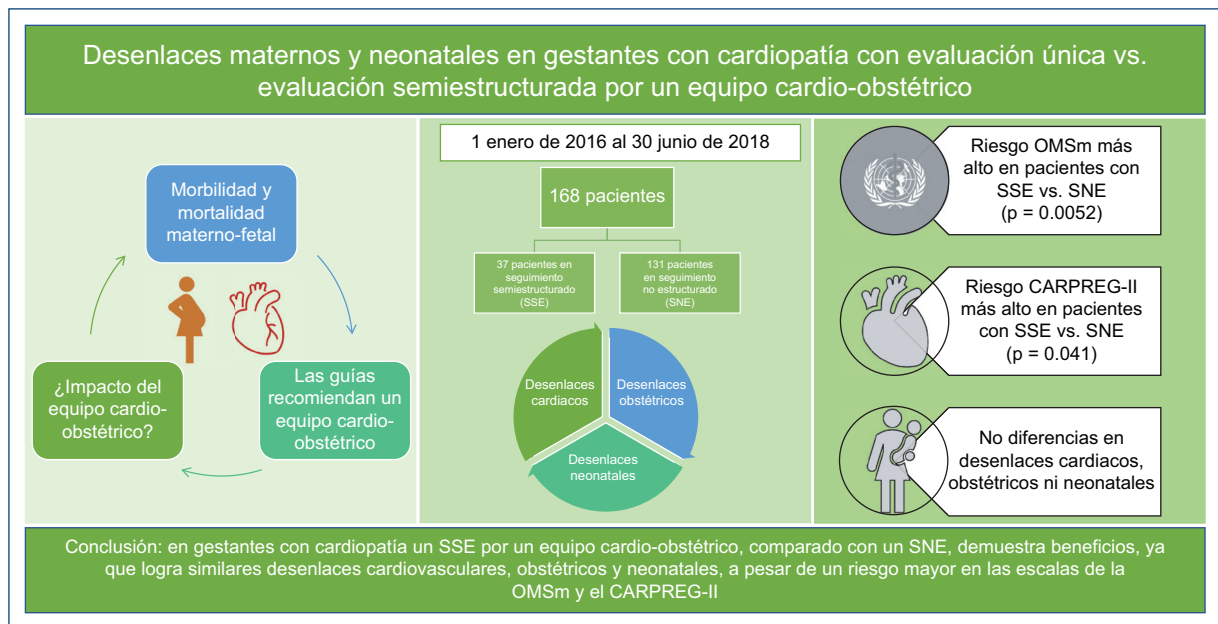 Desenlaces maternos y neonatales en gestantes con cardiopatía con evaluación única vs.
evaluación semiestructurada por un equipo cardio-obstétrico
Morbilidad y
mortalidad
materno-fetal
¿Impacto del
equipo cardio-
obstétrico?
Las guías
recomiendan un
equipo cardio-
obstétrico
1 enero de 2016 al 30 junio de 2018
168 pacientes
37 pacientes en
seguimiento
semiestructurado
(SSE)
131 pacientes
en seguimiento
no estructurado
(SNE)
Desenlaces
cardiacos
Desenlaces
obstétricos
Desenlaces
neonatales
Riesgo OMSm más
alto en pacientes con
SSE vs. SNE
(p = 0.0052)
Riesgo CARPREG-II
más alto en pacientes
con SSE vs. SNE
(p = 0.041)
No diferencias en
desenlaces cardiacos,
obstétricos ni neonatales
Conclusión: en gestantes con cardiopatía un SSE por un equipo cardio-obstétrico, comparado con un SNE, demuestra beneficios, ya
que logra similares desenlaces cardiovasculares, obstétricos y neonatales, a pesar de un riesgo mayor en las escalas de la
OMSm y el CARPREG-II